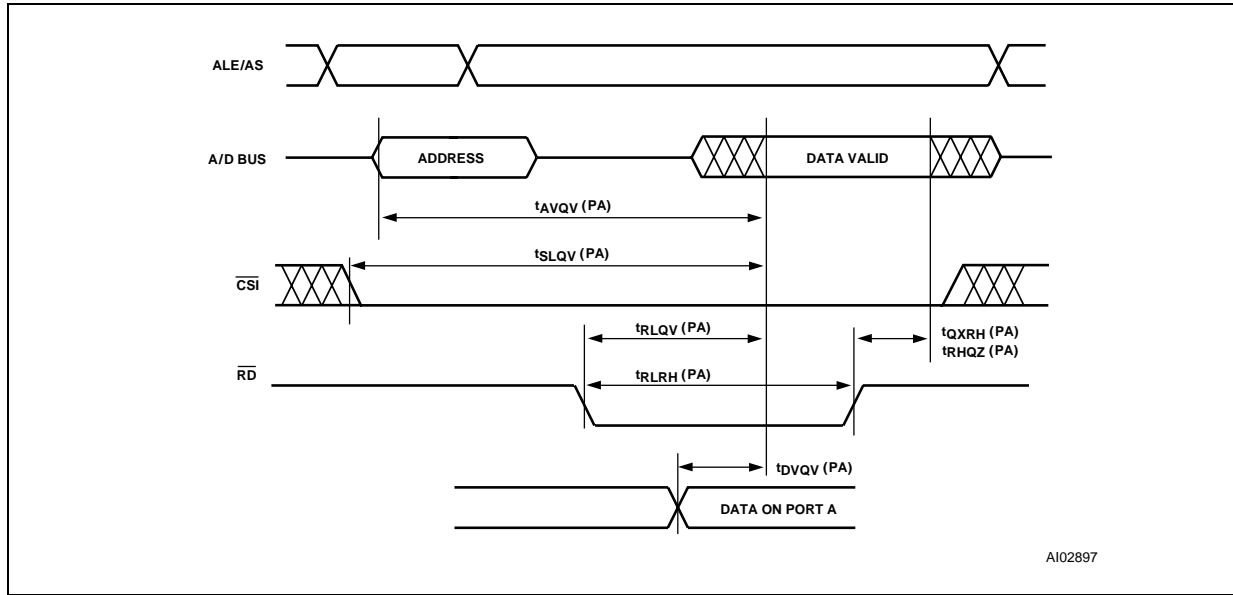 ALE/AS
A/D BUS
ADDRESS
DATA VALID
tAVQV (PA)
tSLQV (PA)
CSI
tRLQV (PA)
tQXRH (PA)
tRHQZ (PA)
RD
tRLRH (PA)
tDVQV (PA)
DATA ON PORT A
AI02897